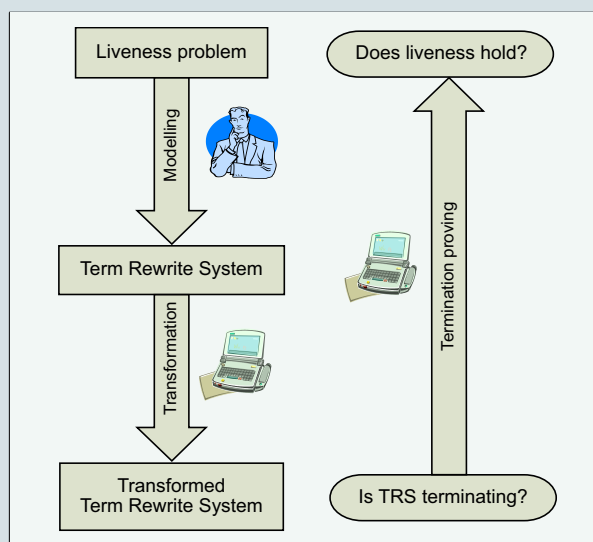 Liveness problem
Modelling
Term Rewrite System
Transformation
Transformed
Term Rewrite System
Does liveness hold?
Termination proving
Is TRS terminating?